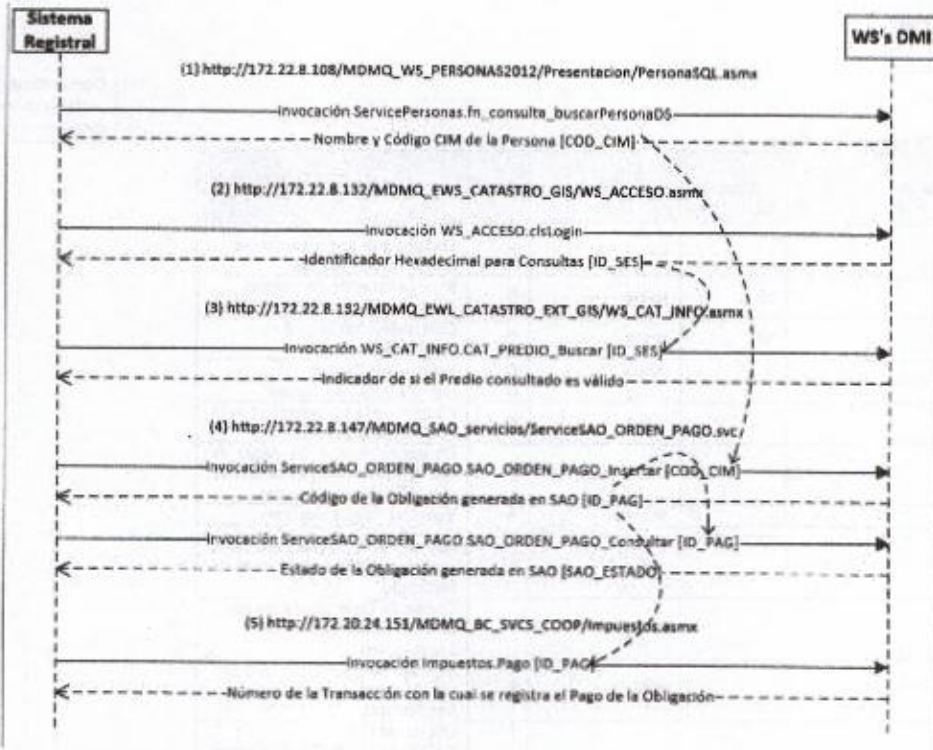 Sistema
Registral
WS's DMI
(1) http://172.22.8.108/MDMQ_WS_PERSONAS2012/Presentacion/PersonaSQL.asmx
Invocación ServicePersonas.fn_consulta_buscarPersonaDS
Nombre y Código CIM de la Persona [COD_CIM]
(2) http://172.22.8.132/MDMQ_EWS_CATASTRO_GIS/WS_ACCESO.asmx
Invocación WS_ACCESO.clsLogin
Identificador Hexadecimal para Consultas [ID_SES]
(3) http://172.22.8.132/MDMQ_EWL_CATASTRO_EXT_GIS/WS_CAT_INFO.asmx
Invocación WS_CAT_INFO.CAT_PREDIO_Buscar [ID_SES]
Indicador de si el Predio consultado es válido
(4) http://172.22.8.147/MDMQ_SAO_servicios/ServiceSAO_ORDEN_PAGO.svc
Invocación ServiceSAO_ORDEN_PAGO.SAO_ORDEN_PAGO_Insertar [COD_CIM]
Código de la Obligación generada en SAO [ID_PAG]
Invocación ServiceSAO_ORDEN_PAGO.SAO_ORDEN_PAGO_Consultar [ID_PAG]
Estado de la Obligación generada en SAO [SAO_ESTADO]
(5) http://172.20.24.151/MDMQ_BC_SVCS_COOP/Impuestos.asmx
Invocación Impuestos.Pago [ID_PAG]
Número de la Transacción con la cual se registra el Pago de la Obligación